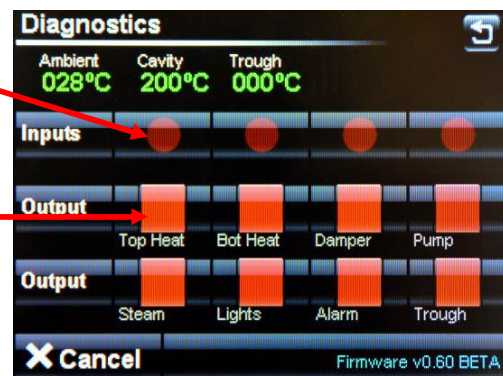 Diagnostics
Ambient Cavity Trough
028ºC 200ºC 000ºC
Inputs
Output
Top Heat Bot Heat Damper Pump
Output
Steam Lights Alarm Trough
Cancel
Firmware v0.60 BETA